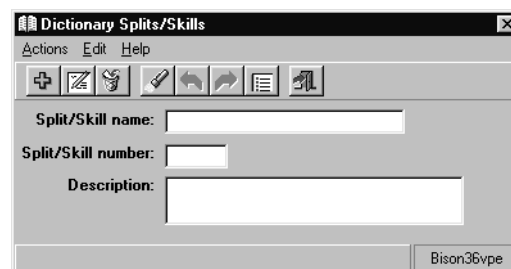 Dictionary Splits/Skills
Actions Edit Help
Split/Skill name:
Split/Skill number:
Description:
Bison36vpe